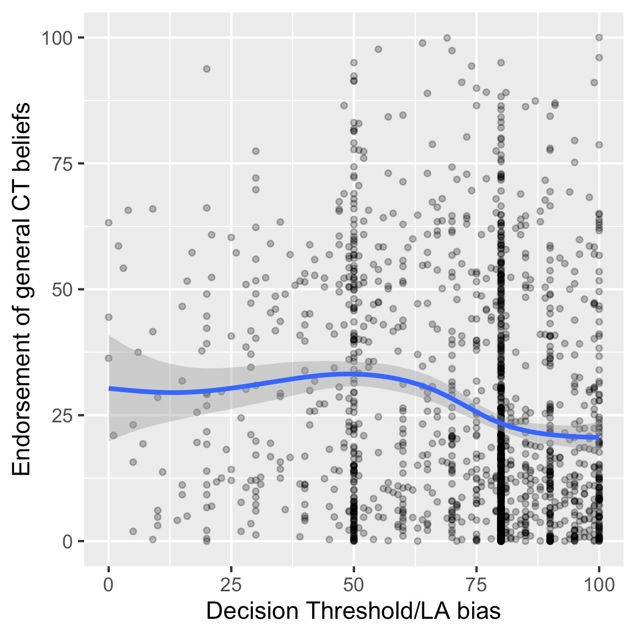 Endorsement of general CT beliefs
100
75
50
25
0
0 25 50 75 100
Decision Threshold/LA bias